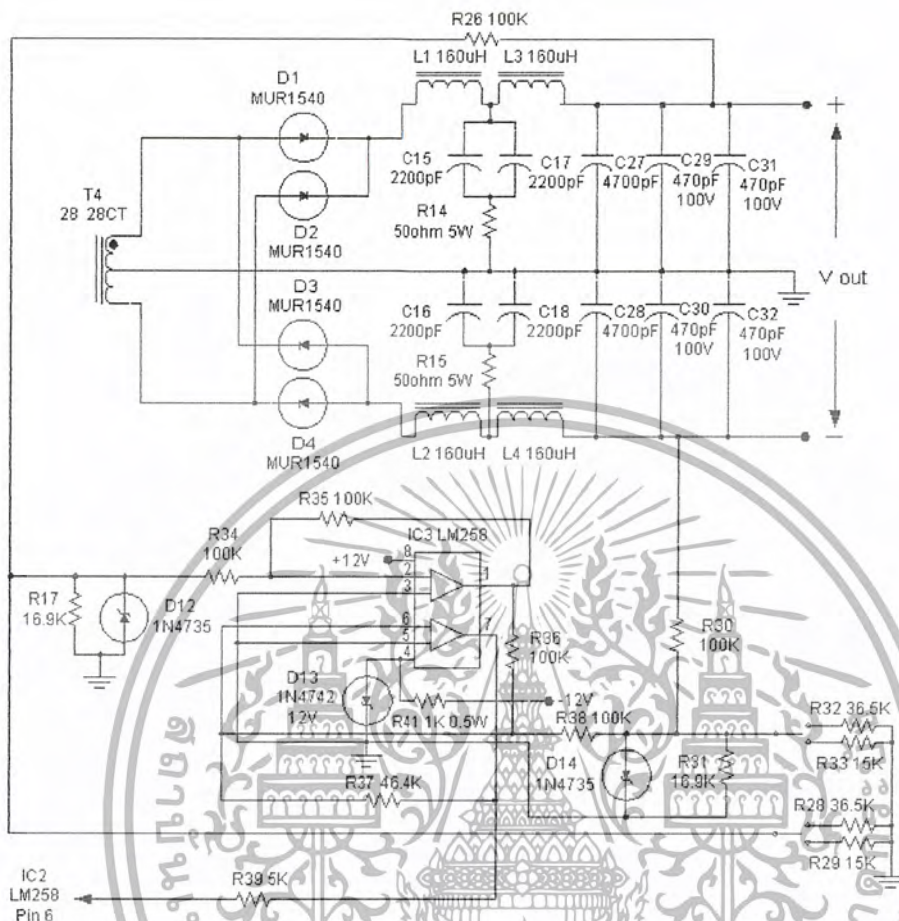 R26 100K
L1 160uH
L3 160uH
D1
MUR1540
C15
2200pF
C17
2200pF
C27
4700pF
C29
470pF
100V
C31
470pF
100V
T4
28 28CT
D2
MUR1540
R14
50ohm 5W
+
V out
D3
MUR1540
C16
2200pF
C18
2200pF
C28
4700pF
C30
470pF
100V
C32
470pF
100V
R15
50ohm 5W
D4
MUR1540
L2 160uH
L4 160uH
-
R35 100K
R34
100K
IC3 LM258
+12V
8
2
3
1
6
5
4
7
R17
16.9K
D12
1N4735
R36
100K
R30
100K
D13
1N4742
12V
R41 1K 0.5W
-12V
R38 100K
R32 36.5K
R33 15K
D14
1N4735
R31
16.9K
R37 46.4K
R28 36.5K
R29 15K
IC2
LM258
Pin 6
R39 5K